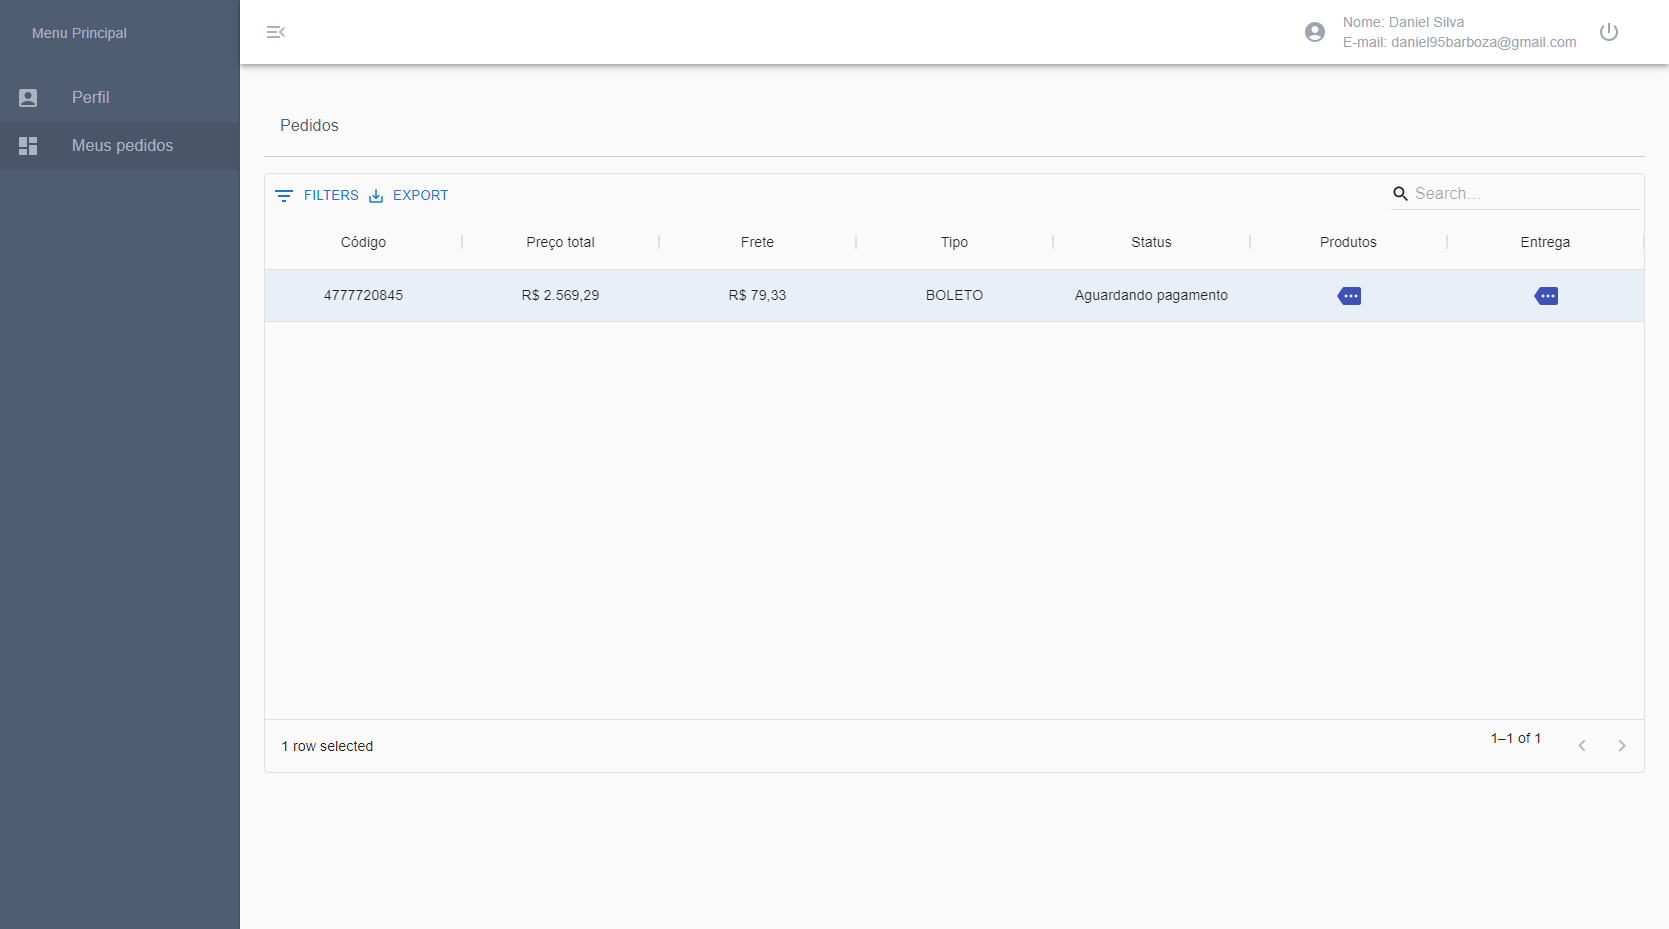 Menu Principal
Perfil
Meus pedidos
Nome: Daniel Silva
E-mail: daniel95barboza@gmail.com
Pedidos
FILTERS EXPORT
Search…
Código Preço total Frete Tipo Status Produtos Entrega
4777720845 R$ 2.569,29 R$ 79,33 BOLETO Aguardando pagamento
1 row selected
1–1 of 1